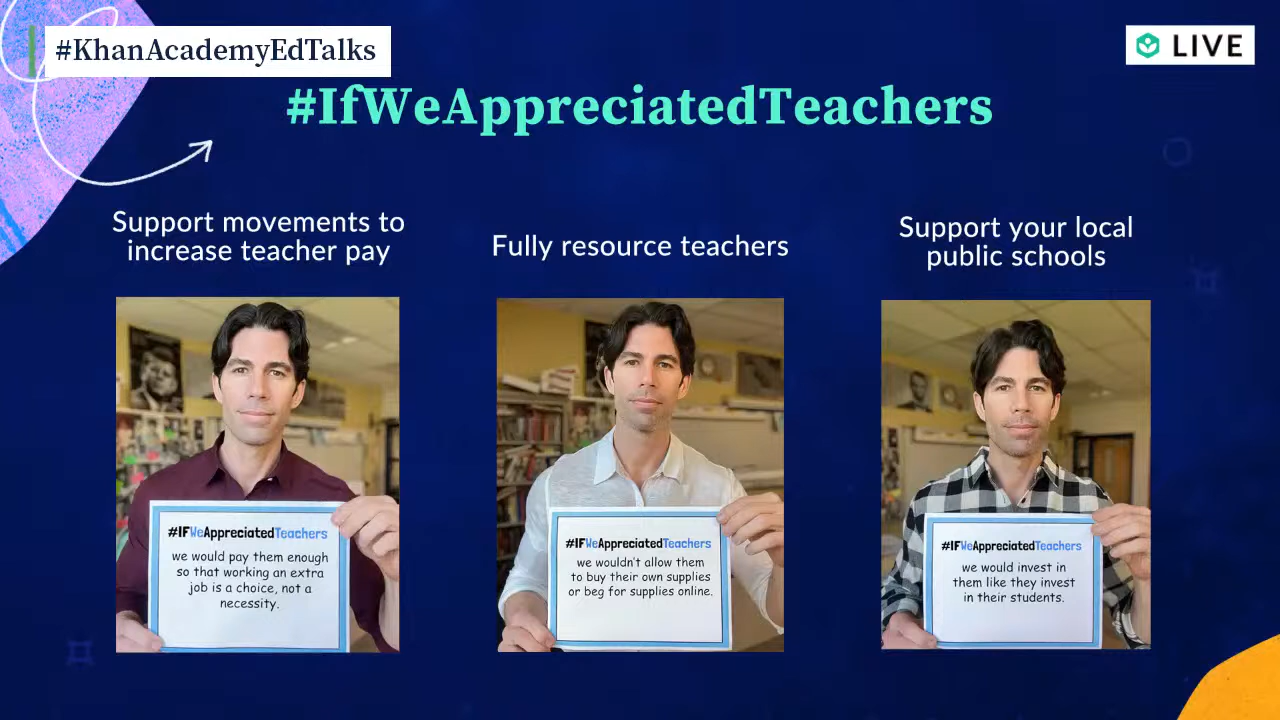 #KhanAcademyEdTalks
LIVE
#IfWeAppreciatedTeachers
Support movements to
increase teacher pay
Fully resource teachers
Support your local
public schools
#IFWeAppreciatedTeachers
we would pay them enough
so that working an extra
job is a choice, not a
necessity.
#IFWeAppreciatedTeachers
we wouldn't allow them
to buy their own supplies
or beg for supplies online.
#IFWeAppreciatedTeachers
we would invest in
them like they invest
in their students.